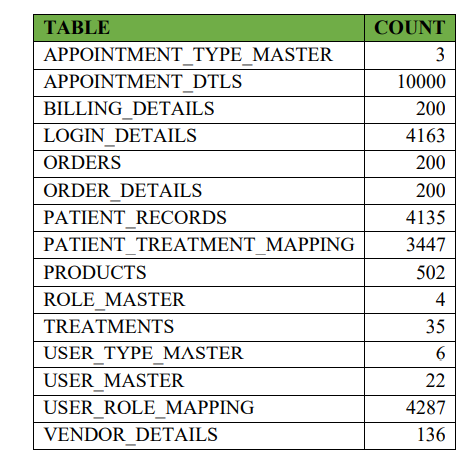 TABLE COUNT
APPOINTMENT_TYPE_MASTER 3
APPOINTMENT_DTLS 10000
BILLING_DETAILS 200
LOGIN_DETAILS 4163
ORDERS 200
ORDER_DETAILS 200
PATIENT_RECORDS 4135
PATIENT_TREATMENT_MAPPING 3447
PRODUCTS 502
ROLE_MASTER 4
TREATMENTS 35
USER_TYPE_MASTER 6
USER_MASTER 22
USER_ROLE_MAPPING 4287
VENDOR_DETAILS 136